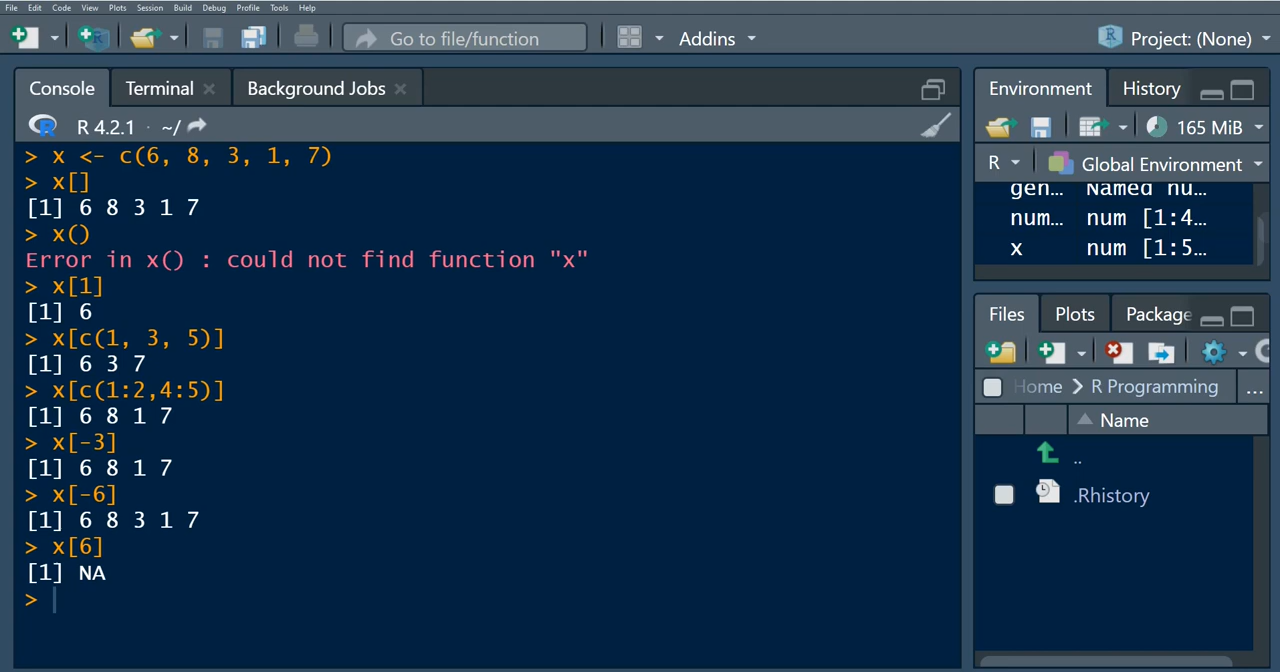 File Edit Code View Plots Session Build Debug Profile Tools Help
Go to file/function Addins Project: (None)
Console Terminal Background Jobs
R 4.2.1 · ~/
> x <- c(6, 8, 3, 1, 7)
> x[]
[1] 6 8 3 1 7
> x()
Error in x() : could not find function "x"
> x[1]
[1] 6
> x[c(1, 3, 5)]
[1] 6 3 7
> x[c(1:2,4:5)]
[1] 6 8 1 7
> x[-3]
[1] 6 8 1 7
> x[-6]
[1] 6 8 3 1 7
> x[6]
[1] NA
>
Environment History
165 MiB
R Global Environment
gen... Named nu...
num... num [1:4...
x num [1:5...
Files Plots Package
Home R Programming ...
Name
..
.Rhistory